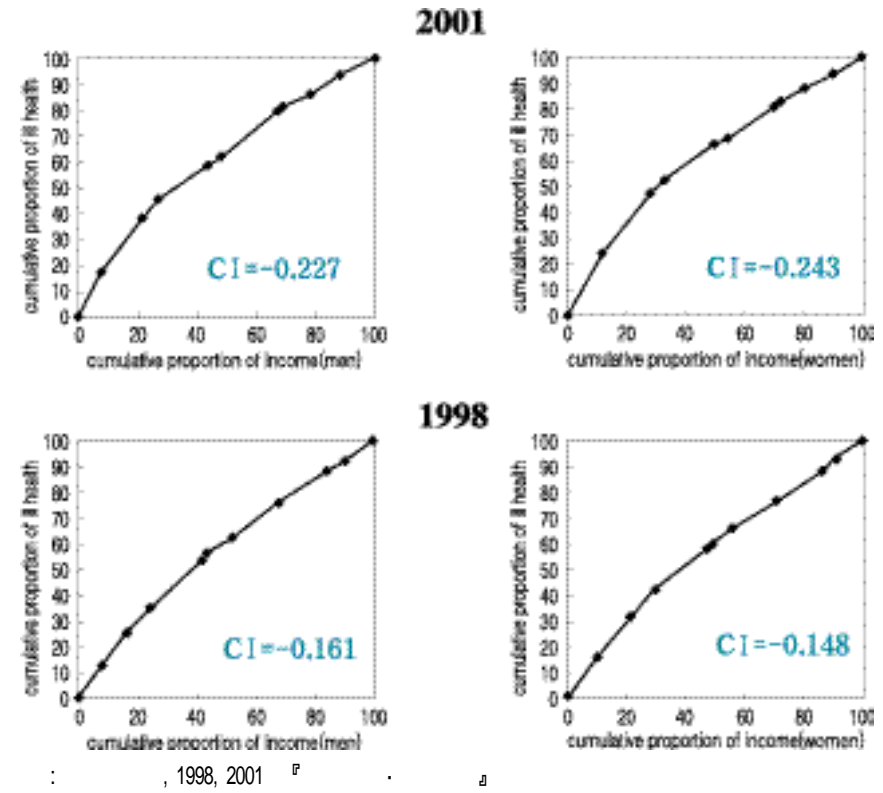 2001
100
90
80
70
60
50
40
30
20
10
0
cumulative proportion of ill health
CI=-0.227
0 20 40 60 80 100
cumulative proportion of income(men)
100
90
80
70
60
50
40
30
20
10
0
cumulative proportion of ill health
CI=-0.243
0 20 40 60 80 100
cumulative proportion of income(women)
1998
100
90
80
70
60
50
40
30
20
10
0
cumulative proportion of ill health
CI=-0.161
0 20 40 60 80 100
cumulative proportion of income(men)
100
90
80
70
60
50
40
30
20
10
0
cumulative proportion of ill health
CI=-0.148
0 20 40 60 80 100
cumulative proportion of income(women)
: , 1998, 2001 『 · 』